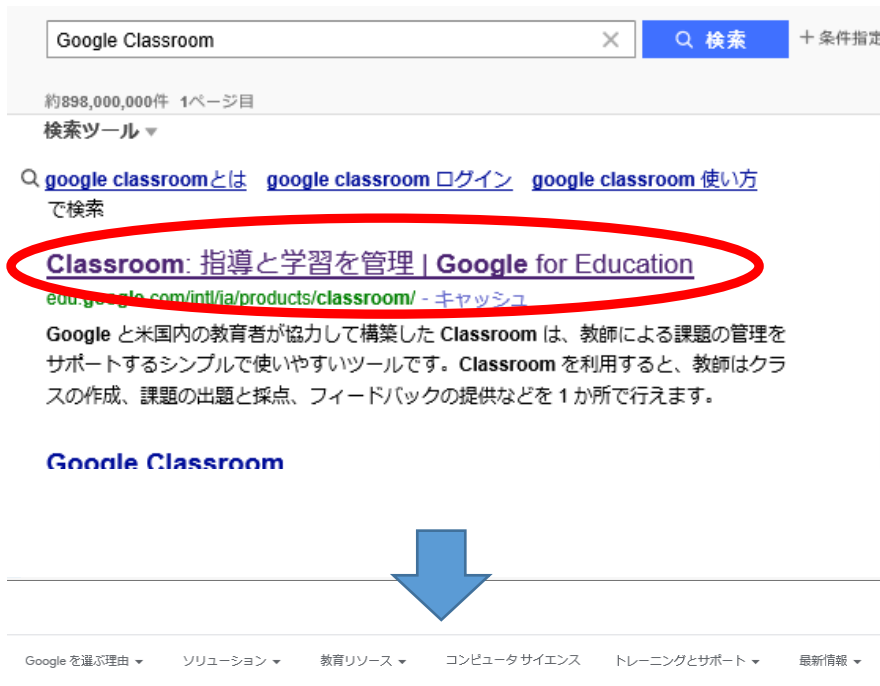 Google Classroom
検索
＋条件指定
約898,000,000件 1ページ目
検索ツール
google classroomとは google classroom ログイン google classroom 使い方
で検索
Classroom: 指導と学習を管理 | Google for Education
edu.google.com/intl/ja/products/classroom/ - キャッシュ
Google と米国内の教育者が協力して構築した Classroom は、教師による課題の管理を
サポートするシンプルで使いやすいツールです。Classroom を利用すると、教師はクラ
スの作成、課題の出題と採点、フィードバックの提供などを 1 か所で行えます。
Google Classroom
Google を選ぶ理由 ソリューション 教育リソース コンピュータ サイエンス トレーニングとサポート 最新情報